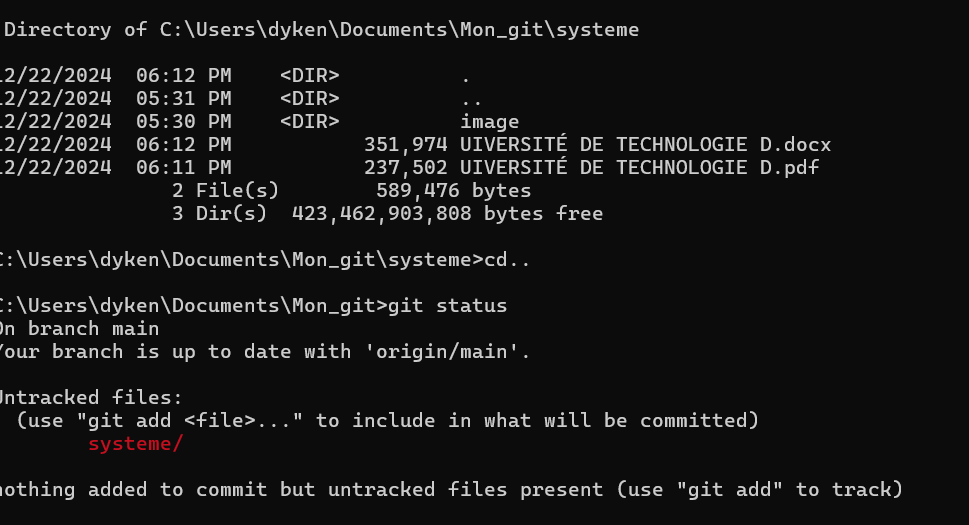 Directory of C:\Users\dyken\Documents\Mon_git\systeme
12/22/2024  06:12 PM    <DIR>          .
12/22/2024  05:31 PM    <DIR>          ..
12/22/2024  05:30 PM    <DIR>          image
12/22/2024  06:12 PM           351,974 UIVERSITÉ DE TECHNOLOGIE D.docx
12/22/2024  06:11 PM           237,502 UIVERSITÉ DE TECHNOLOGIE D.pdf
2 File(s)        589,476 bytes
3 Dir(s)  423,462,903,808 bytes free
C:\Users\dyken\Documents\Mon_git\systeme>cd..
C:\Users\dyken\Documents\Mon_git>git status
On branch main
Your branch is up to date with 'origin/main'.
Untracked files:
(use "git add <file>..." to include in what will be committed)
systeme/
nothing added to commit but untracked files present (use "git add" to track)